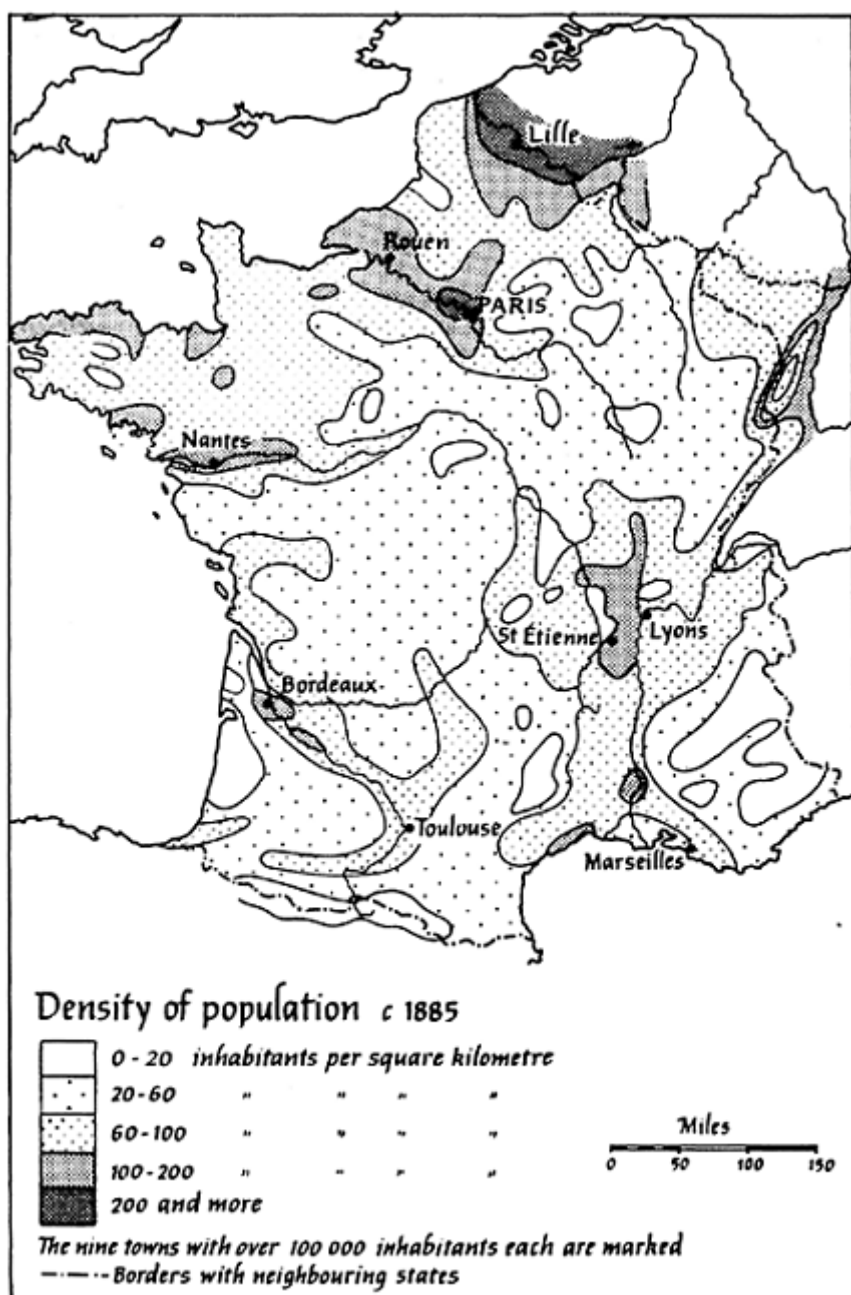 Lille
Rouen
PARIS
Nantes
St Étienne
Lyons
Bordeaux
Toulouse
Marseilles
Density of population c 1885
0-20 inhabitants per square kilometre
20-60 " " " "
60-100 " " " "
100-200 " " " "
200 and more
Miles
0 50 100 150
The nine towns with over 100 000 inhabitants each are marked
Borders with neighbouring states